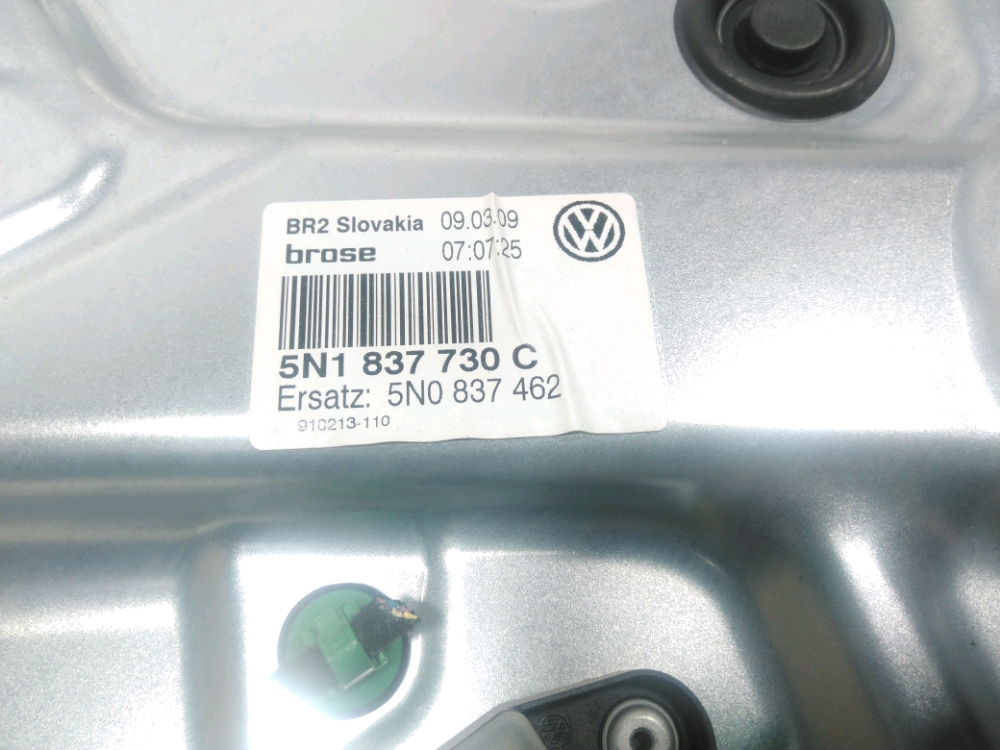 BR2 Slovakia 09.03.09
brose 07:07:25
5N1 837 730 C
Ersatz: 5N0 837 462
910213-110